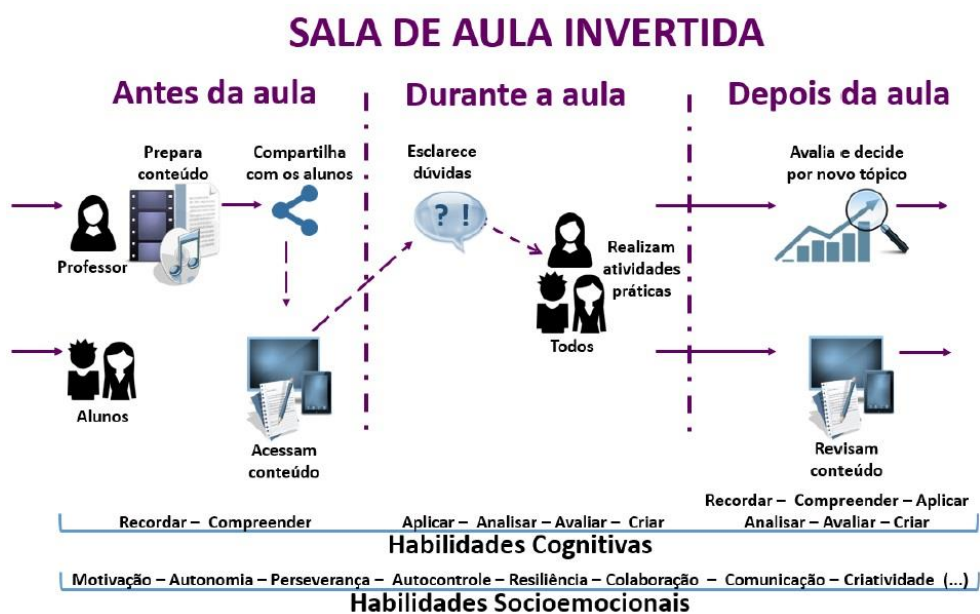 SALA DE AULA INVERTIDA
Antes da aula
Durante a aula
Depois da aula
Prepara
conteúdo
Compartilha
com os alunos
Esclarece
dúvidas
Avalia e decide
por novo tópico
? !
Professor
Realizam
atividades
práticas
Todos
Alunos
Acessam
conteúdo
Revisam
conteúdo
Recordar – Compreender
Aplicar – Analisar – Avaliar – Criar
Recordar – Compreender – Aplicar
Analisar – Avaliar – Criar
Habilidades Cognitivas
Motivação – Autonomia – Perseverança – Autocontrole – Resiliência – Colaboração – Comunicação – Criatividade (...)
Habilidades Socioemocionais